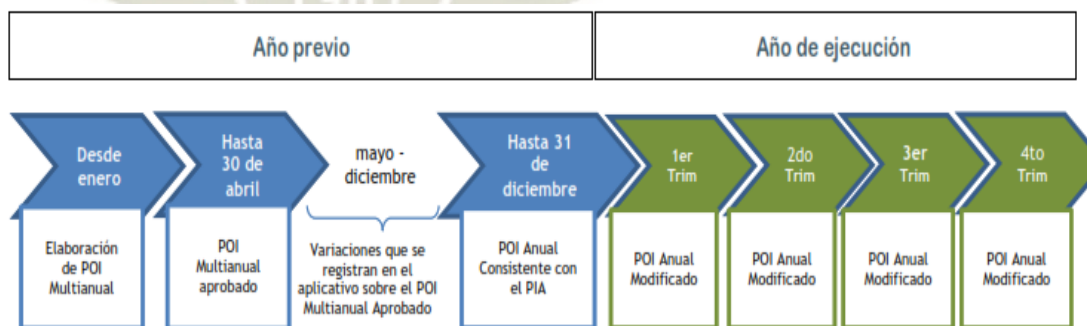 Año previo
Año de ejecución
Desde
enero
Hasta
30 de
abril
mayo -
diciembre
Hasta 31
de
diciembre
1er
Trim
2do
Trim
3er
Trim
4to
Trim
Elaboración
de POI
Multianual
POI
Multianual
aprobado
Variaciones que se
registran en el
aplicativo sobre el POI
Multianual Aprobado
POI Anual
Consistente con
el PIA
POI Anual
Modificado
POI Anual
Modificado
POI Anual
Modificado
POI Anual
Modificado